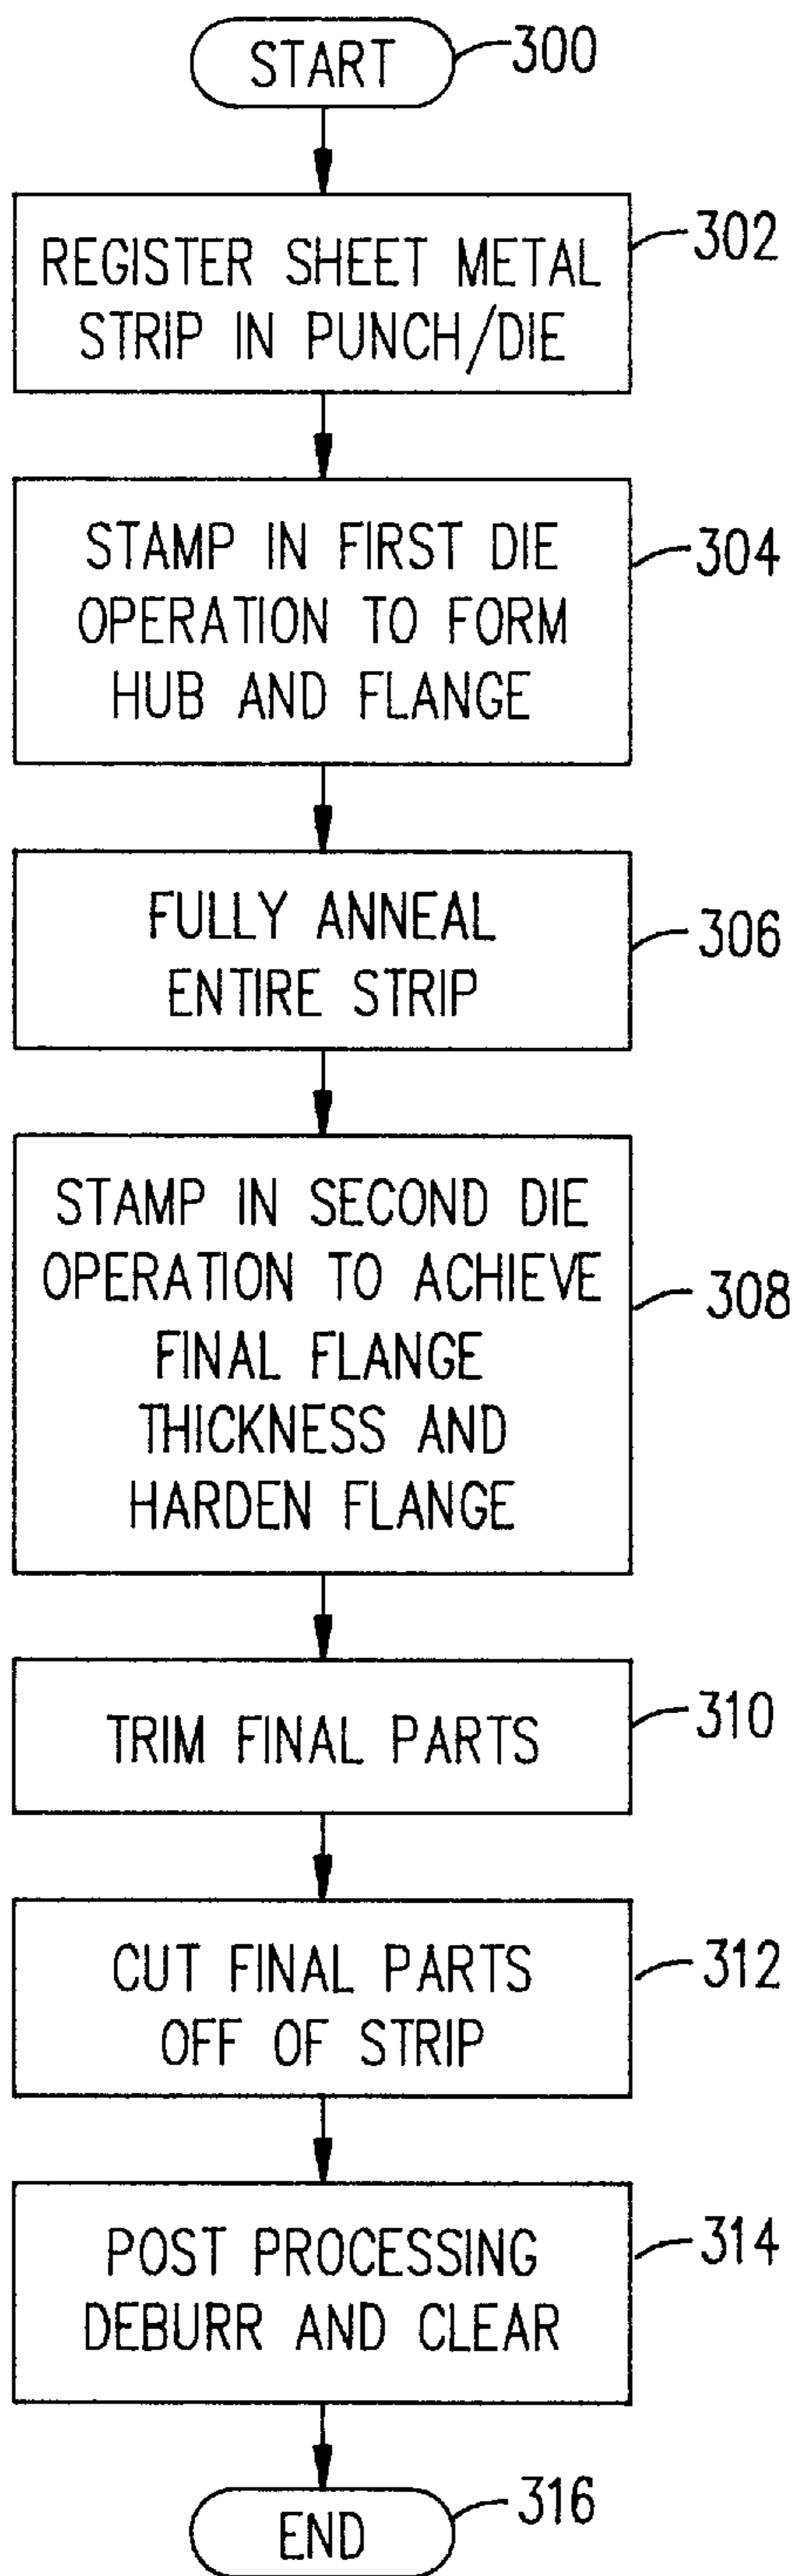 START
300
REGISTER SHEET METAL
STRIP IN PUNCH/DIE
302
STAMP IN FIRST DIE
OPERATION TO FORM
HUB AND FLANGE
304
FULLY ANNEAL
ENTIRE STRIP
306
STAMP IN SECOND DIE
OPERATION TO ACHIEVE
FINAL FLANGE
THICKNESS AND
HARDEN FLANGE
308
TRIM FINAL PARTS
310
CUT FINAL PARTS
OFF OF STRIP
312
POST PROCESSING
DEBURR AND CLEAR
314
END
316